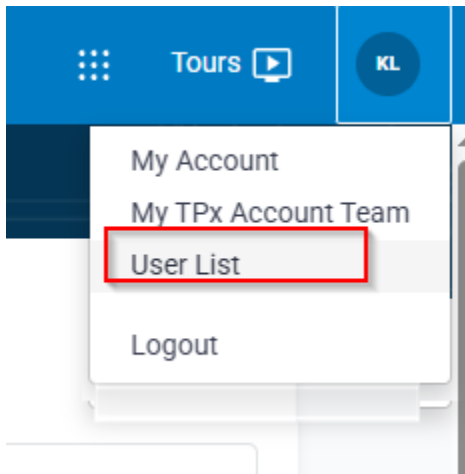 Tours
KL
My Account
My TPx Account Team
User List
Logout